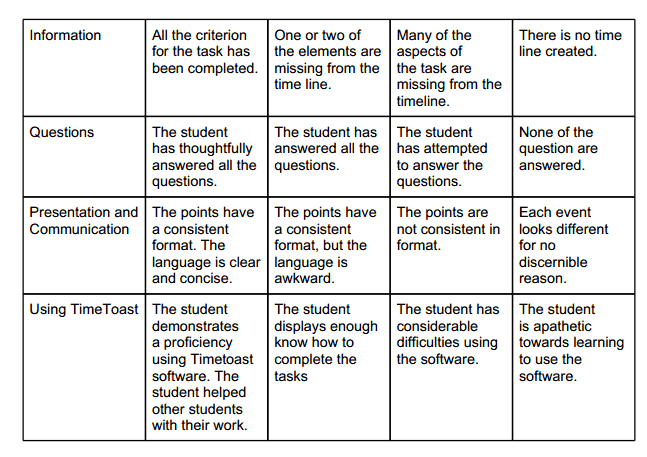 Information
All the criterion
for the task has
been completed.
One or two of
the elements are
missing from the
time line.
Many of the
aspects of
the task are
missing from the
timeline.
There is no time
line created.
Questions
The student
has thoughtfully
answered all the
questions.
The student has
answered all the
questions.
The student
has attempted
to answer the
questions.
None of the
question are
answered.
Presentation and
Communication
The points have
a consistent
format. The
language is clear
and concise.
The points have
a consistent
format, but the
language is
awkward.
The points are
not consistent in
format.
Each event
looks different
for no
discernible
reason.
Using TimeToast
The student
demonstrates
a proficiency
using Timetoast
software. The
student helped
other students
with their work.
The student
displays enough
know how to
complete the
tasks
The student has
considerable
difficulties using
the software.
The student
is apathetic
towards learning
to use the
software.